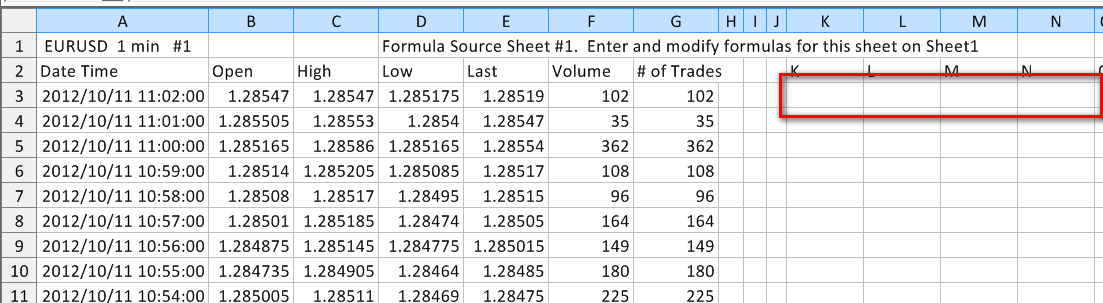 A B C D E F G H I J K L M N
1 EURUSD 1 min #1 Formula Source Sheet #1. Enter and modify formulas for this sheet on Sheet1
2 Date Time Open High Low Last Volume # of Trades K L M N
3 2012/10/11 11:02:00 1.28547 1.28547 1.285175 1.28519 102 102
4 2012/10/11 11:01:00 1.285505 1.28553 1.2854 1.28547 35 35
5 2012/10/11 11:00:00 1.285165 1.28586 1.285165 1.28554 362 362
6 2012/10/11 10:59:00 1.28514 1.285205 1.285085 1.28517 108 108
7 2012/10/11 10:58:00 1.28508 1.28517 1.28495 1.28515 96 96
8 2012/10/11 10:57:00 1.28501 1.285185 1.28474 1.28505 164 164
9 2012/10/11 10:56:00 1.284875 1.285145 1.284775 1.285015 149 149
10 2012/10/11 10:55:00 1.284735 1.284905 1.28464 1.28485 180 180
11 2012/10/11 10:54:00 1.285005 1.28511 1.28469 1.28475 225 225